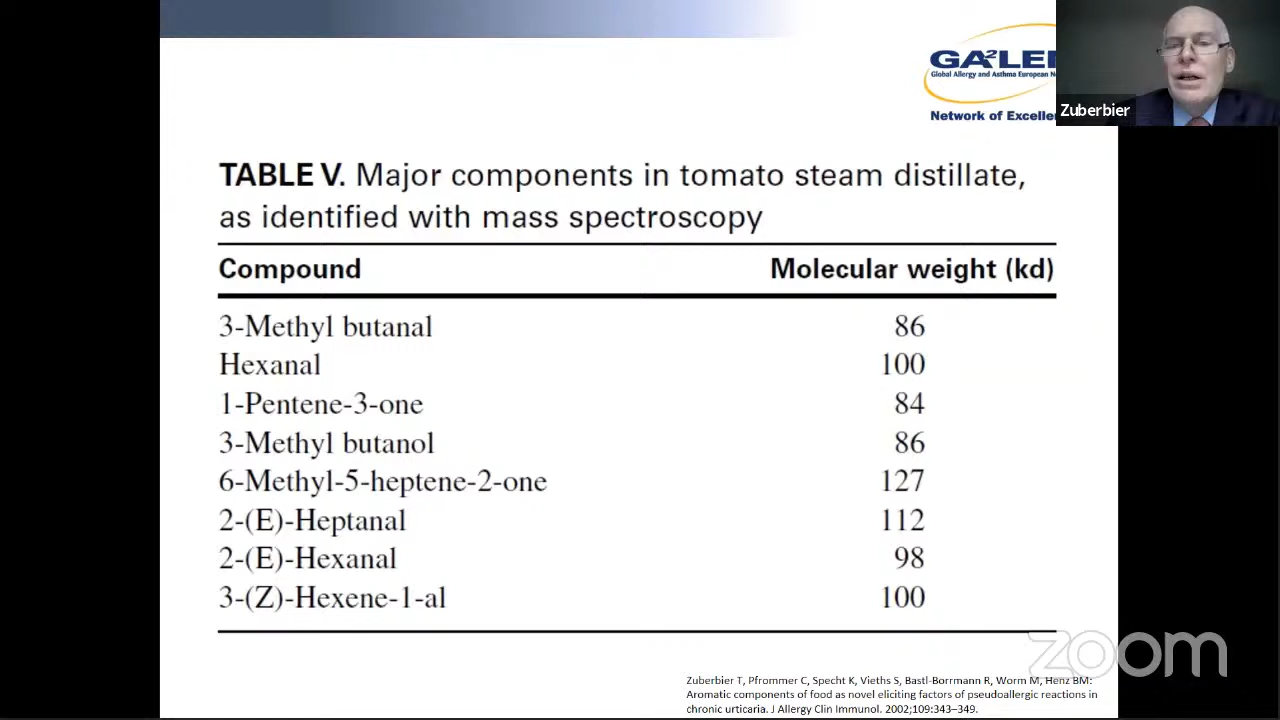 GA²LE
Global Allergy and Asthma European N
Network of Excelle
Zuberbier
TABLE V. Major components in tomato steam distillate,
as identified with mass spectroscopy
Compound Molecular weight (kd)
3-Methyl butanal 86
Hexanal 100
1-Pentene-3-one 84
3-Methyl butanol 86
6-Methyl-5-heptene-2-one 127
2-(E)-Heptanal 112
2-(E)-Hexanal 98
3-(Z)-Hexene-1-al 100
zoom
Zuberbier T, Pfrommer C, Specht K, Vieths S, Bastl-Borrmann R, Worm M, Henz BM:
Aromatic components of food as novel eliciting factors of pseudoallergic reactions in
chronic urticaria. J Allergy Clin Immunol. 2002;109:343–349.